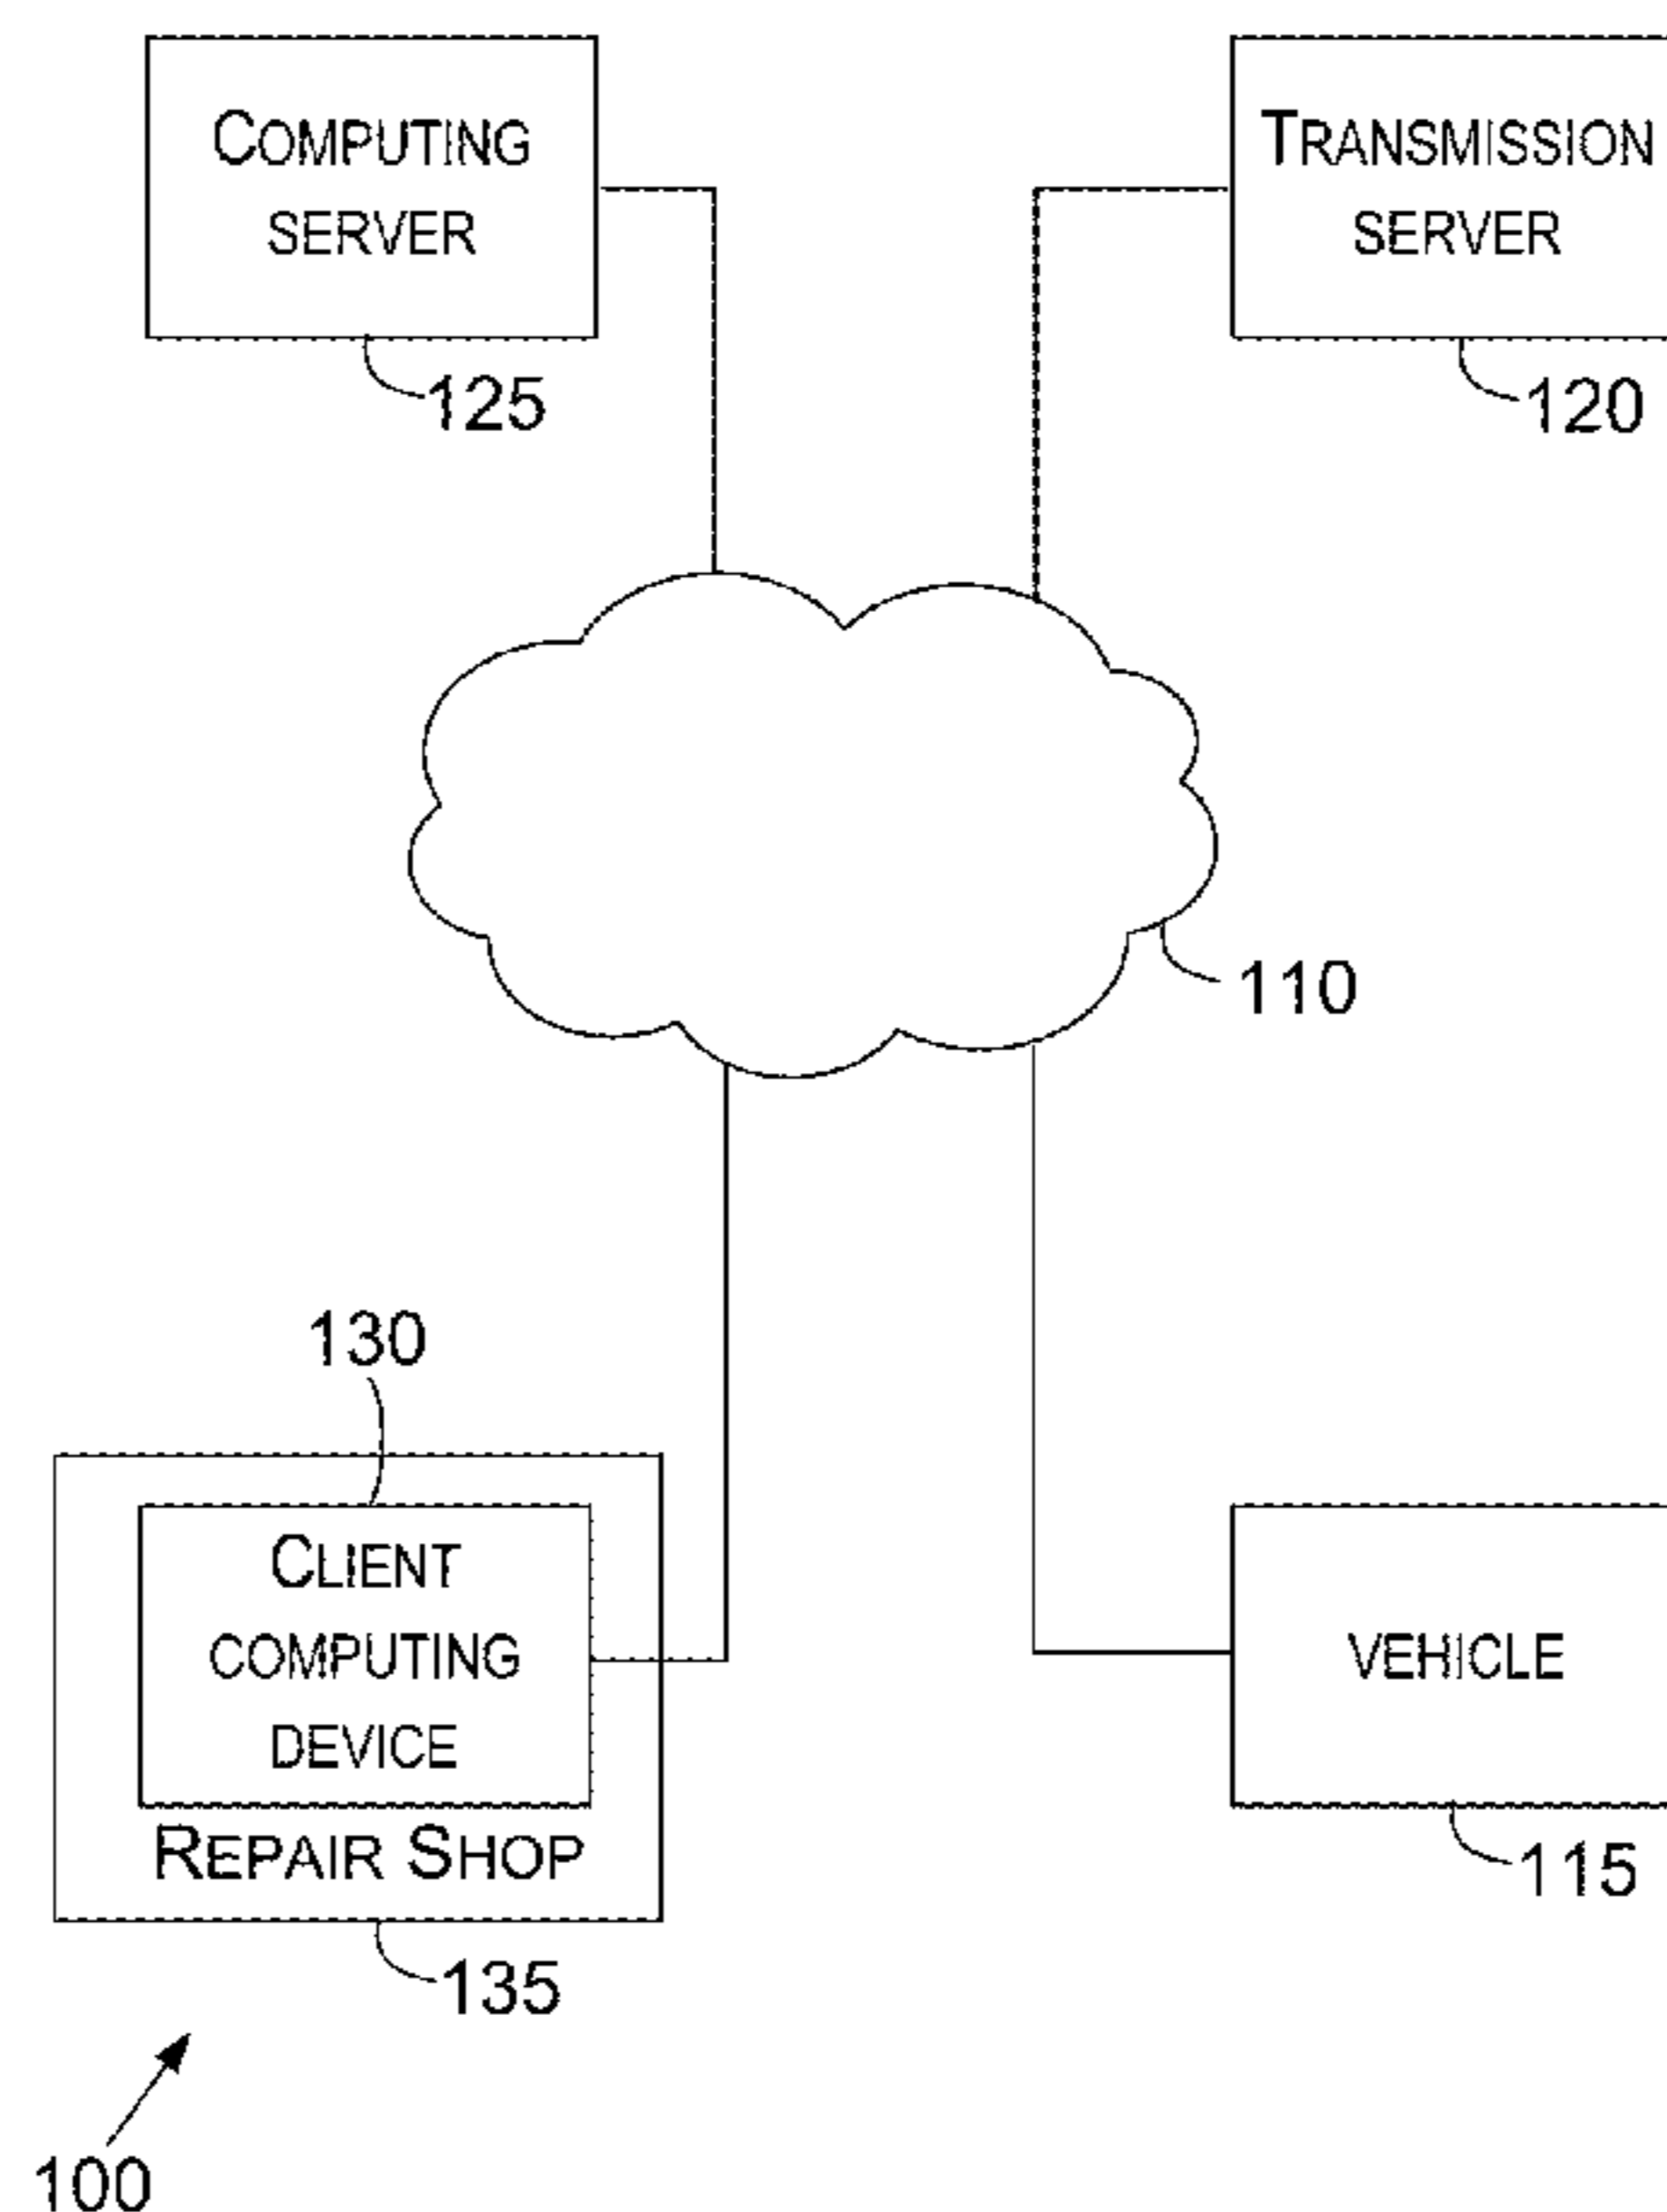 COMPUTING
SERVER
125
TRANSMISSION
SERVER
120
110
130
CLIENT
COMPUTING
DEVICE
REPAIR SHOP
135
VEHICLE
115
100